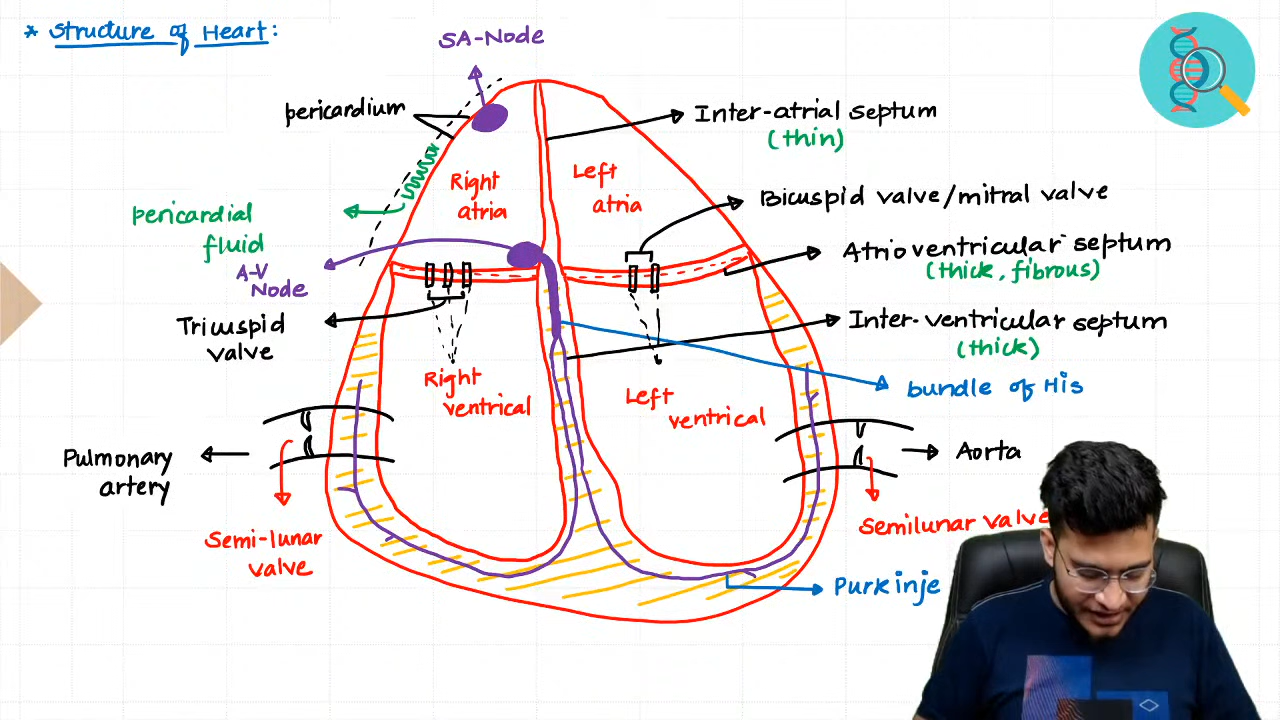 * Structure of Heart:
SA-Node
pericardium
Inter-atrial septum
(thin)
Right
atria
Left
atria
Bicuspid valve/mitral valve
pericardial
fluid
A-V
Node
Atrioventricular septum
(thick, fibrous)
Tricuspid
valve
Inter-ventricular septum
(thick)
Right
ventrical
Left
ventrical
bundle of His
Pulmonary
artery
Aorta
Semi-lunar
valve
Semilunar valve
Purkinje